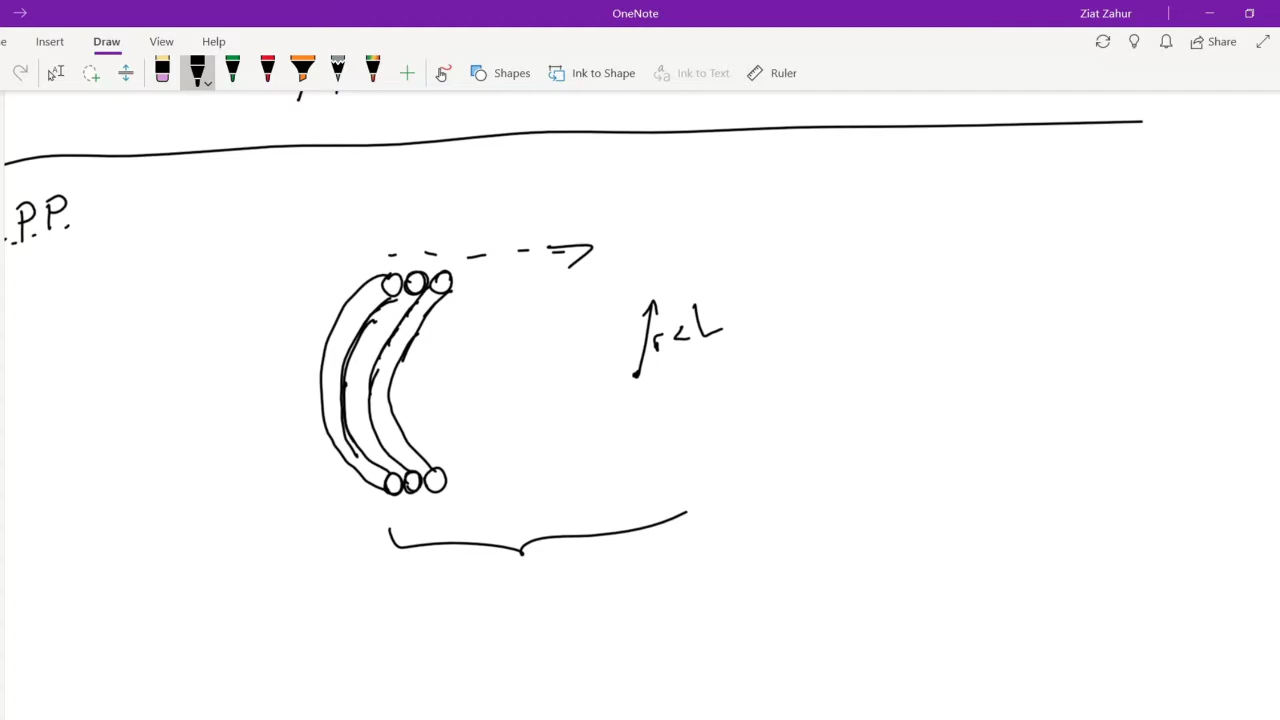 OneNote
Ziat Zahur
Insert Draw View Help
Share
Shapes Ink to Shape Ink to Text Ruler
P.P.
r < L